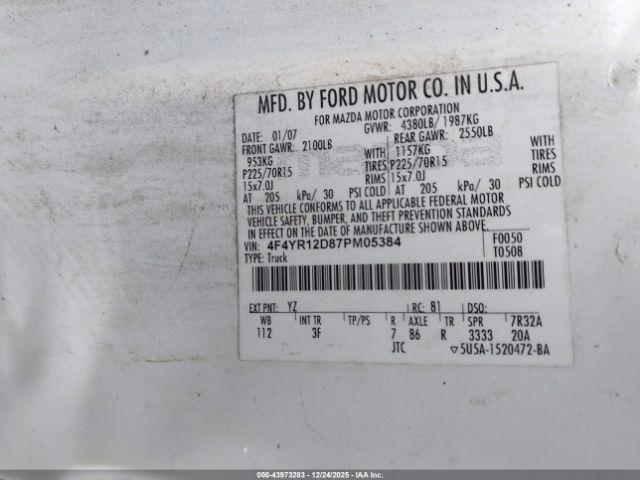 MFD. BY FORD MOTOR CO. IN U.S.A.
FOR MAZDA MOTOR CORPORATION
DATE: 01/07 GVWR: 4380LB/ 1987KG
FRONT GAWR: 2100LB REAR GAWR: 2550LB
953KG WITH 1157KG WITH
P225/70R15 TIRES P225/70R15 TIRES
15x7.0J RIMS 15x7.0J RIMS
AT 205 kPa/ 30 PSI COLD AT 205 kPa/ 30 PSI COLD
THIS VEHICLE CONFORMS TO ALL APPLICABLE FEDERAL MOTOR
VEHICLE SAFETY, BUMPER, AND THEFT PREVENTION STANDARDS
IN EFFECT ON THE DATE OF MANUFACTURE SHOWN ABOVE.
VIN: 4F4YR12D87PM05384 F0050
TYPE: Truck T0508
EXT PNT: YZ RC: 81 DSO:
WB INT TR TP/PS R AXLE TR SPR 7R32A
112 3F 7 86 R 3333 20A
JTC 5U5A-1520472-BA
000-43973283 - 12/24/2025 - IAA, Inc.